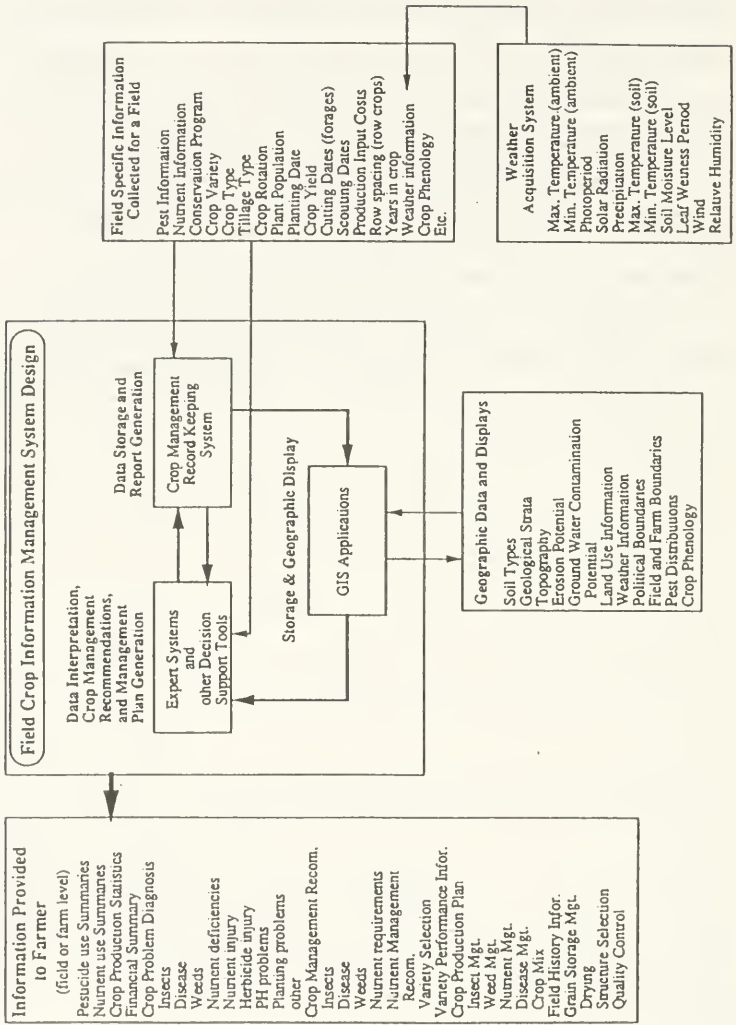 Field Crop Information Management System Design
Information Provided
to Farmer
(field or farm level)
Pesticide use Summaries
Nutrient use Summaries
Crop Production Statistics
Financial Summary
Crop Problem Diagnosis
Insects
Disease
Weeds
Nutrient deficiencies
Nutrient injury
Herbicide injury
PH problems
Planting problems
other
Crop Management Recom.
Insects
Disease
Weeds
Nutrient requirements
Nutrient Management
Recom.
Variety Selection
Variety Performance Infor.
Crop Production Plan
Insect Mgt.
Weed Mgt.
Nutrient Mgt.
Disease Mgt.
Crop Mix
Field History Infor.
Grain Storage Mgt.
Drying
Structure Selection
Quality Control
Data Interpretation,
Crop Management
Recommendations,
and Management
Plan Generation
Expert Systems
and
other Decision
Support Tools
Data Storage and
Report Generation
Crop Management
Record Keeping
System
Storage & Geographic Display
GIS Applications
Geographic Data and Displays
Soil Types
Geological Strata
Topography
Erosion Potential
Ground Water Contamination
Potential
Land Use Information
Weather Information
Political Boundaries
Field and Farm Boundaries
Pest Distributions
Crop Phenology
Field Specific Information
Collected for a Field
Pest Information
Nutrient Information
Conservation Program
Crop Variety
Crop Type
Tillage Type
Crop Rotation
Plant Population
Planting Date
Crop Yield
Cutting Dates (forages)
Scouting Dates
Production Input Costs
Row spacing (row crops)
Years in crop
Weather information
Crop Phenology
Etc.
Weather
Acquisition System
Max. Temperature.(ambient)
Min. Temperature (ambient)
Photoperiod
Solar Radiation
Precipitation
Max. Temperature (soil)
Min. Temperature (soil)
Soil Moisture Level
Leaf Wetness Period
Wind
Relative Humidity